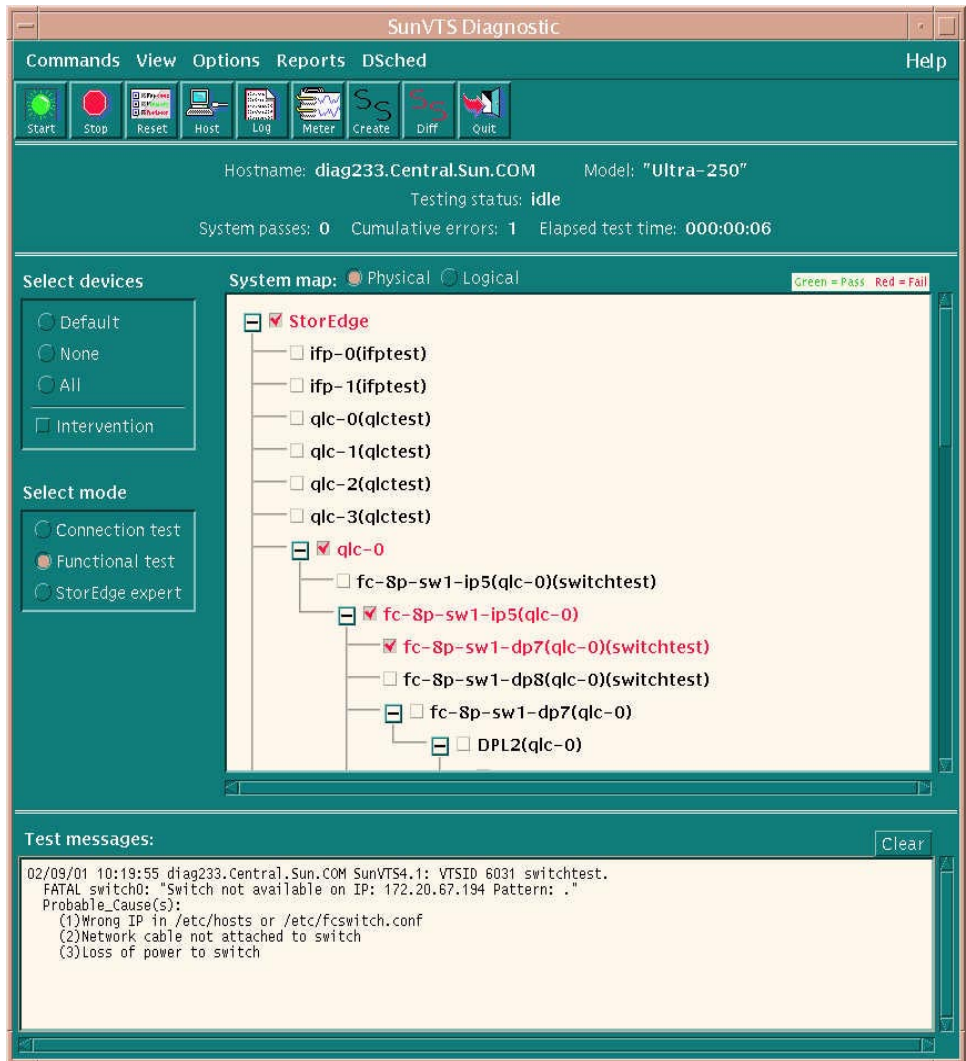 SunVTS Diagnostic
Commands View Options Reports DSched Help
Start Stop Reset Host Log Meter Create Diff Quit
Hostname: diag233.Central.Sun.COM Model: "Ultra-250"
Testing status: idle
System passes: 0 Cumulative errors: 1 Elapsed test time: 000:00:06
Select devices
Default
None
All
Intervention
Select mode
Connection test
Functional test
StorEdge expert
System map: Physical Logical
Green = Pass Red = Fail
StorEdge
ifp-0(ifptest)
ifp-1(ifptest)
qlc-0(qlctest)
qlc-1(qlctest)
qlc-2(qlctest)
qlc-3(qlctest)
qlc-0
fc-8p-sw1-ip5(qlc-0)(switchtest)
fc-8p-sw1-ip5(qlc-0)
fc-8p-sw1-dp7(qlc-0)(switchtest)
fc-8p-sw1-dp8(qlc-0)(switchtest)
fc-8p-sw1-dp7(qlc-0)
DPL2(qlc-0)
Test messages:
Clear
02/09/01 10:19:55 diag233.Central.Sun.COM SunVTS4.1: VTSID 6031 switchtest.
FATAL switch0: "Switch not available on IP: 172.20.67.194 Pattern: ."
Probable_Cause(s):
(1)Wrong IP in /etc/hosts or /etc/fcswitch.conf
(2)Network cable not attached to switch
(3)Loss of power to switch